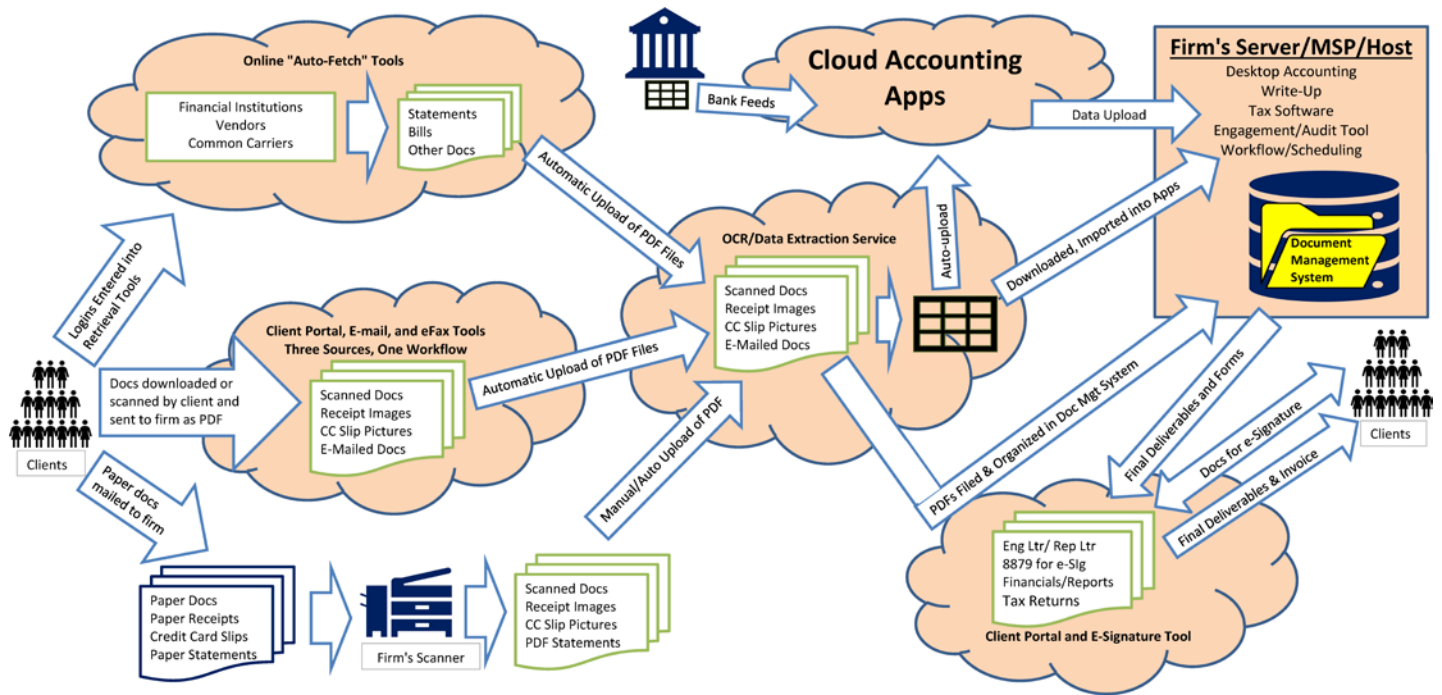 Online "Auto-Fetch" Tools
Financial Institutions
Vendors
Common Carriers
Statements
Bills
Other Docs
Bank Feeds
Cloud Accounting
Apps
Data Upload
Firm's Server/MSP/Host
Desktop Accounting
Write-Up
Tax Software
Engagement/Audit Tool
Workflow/Scheduling
Document
Management
System
Logins Entered into
Retrieval Tools
Automatic Upload of PDF Files
OCR/Data Extraction Service
Scanned Docs
Receipt Images
CC Slip Pictures
E-Mailed Docs
Auto-upload
Downloaded, Imported into Apps
Clients
Docs downloaded or
scanned by client and
sent to firm as PDF
Client Portal, E-mail, and eFax Tools
Three Sources, One Workflow
Scanned Docs
Receipt Images
CC Slip Pictures
E-Mailed Docs
Automatic Upload of PDF Files
Paper docs
mailed to firm
Paper Docs
Paper Receipts
Credit Card Slips
Paper Statements
Firm's Scanner
Scanned Docs
Receipt Images
CC Slip Pictures
PDF Statements
Manual/Auto Upload of PDF
PDFs Filed & Organized in Doc Mgt System
Final Deliverables and Forms
Docs for e-Signature
Final Deliverables & Invoice
Clients
Eng Ltr/ Rep Ltr
8879 for e-SIg
Financials/Reports
Tax Returns
Client Portal and E-Signature Tool